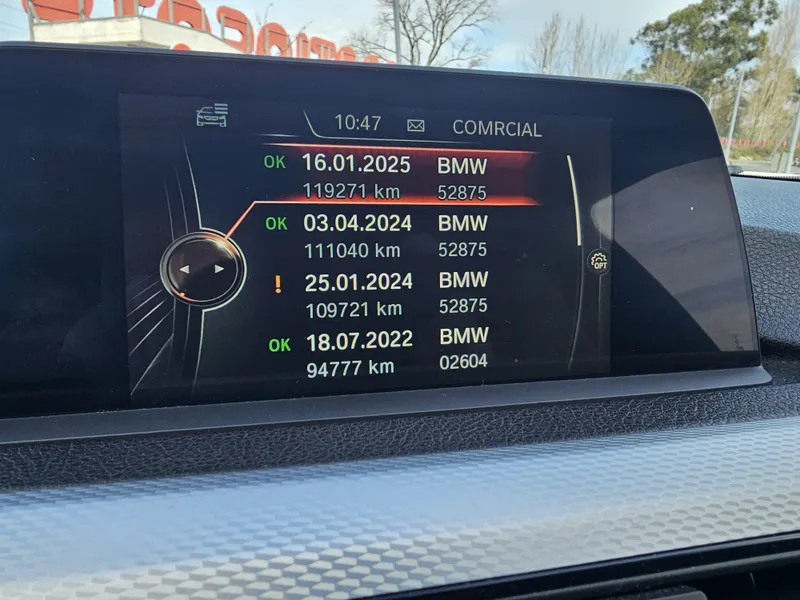 10:47 COMRCIAL
OK 16.01.2025 BMW
119271 km 52875
OK 03.04.2024 BMW
111040 km 52875
! 25.01.2024 BMW
109721 km 52875
OK 18.07.2022 BMW
94777 km 02604
OPT